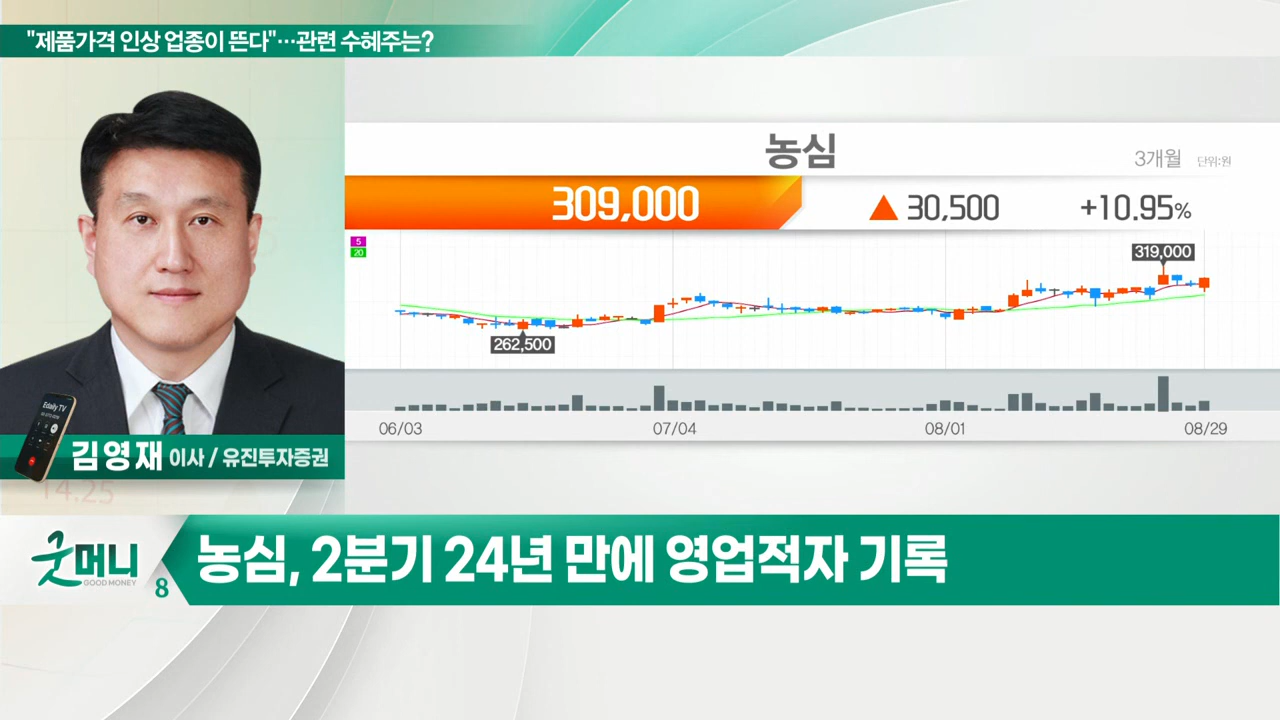 "제품가격 인상 업종이 뜬다"…관련 수혜주는?
농심
3개월 단위:원
309,000 ▲ 30,500 +10.95%
5
20
319,000
262,500
06/03 07/04 08/01 08/29
Edaily TV
김영재 이사 / 유진투자증권
14.25
굿머니
GOOD MONEY
8
농심, 2분기 24년 만에 영업적자 기록